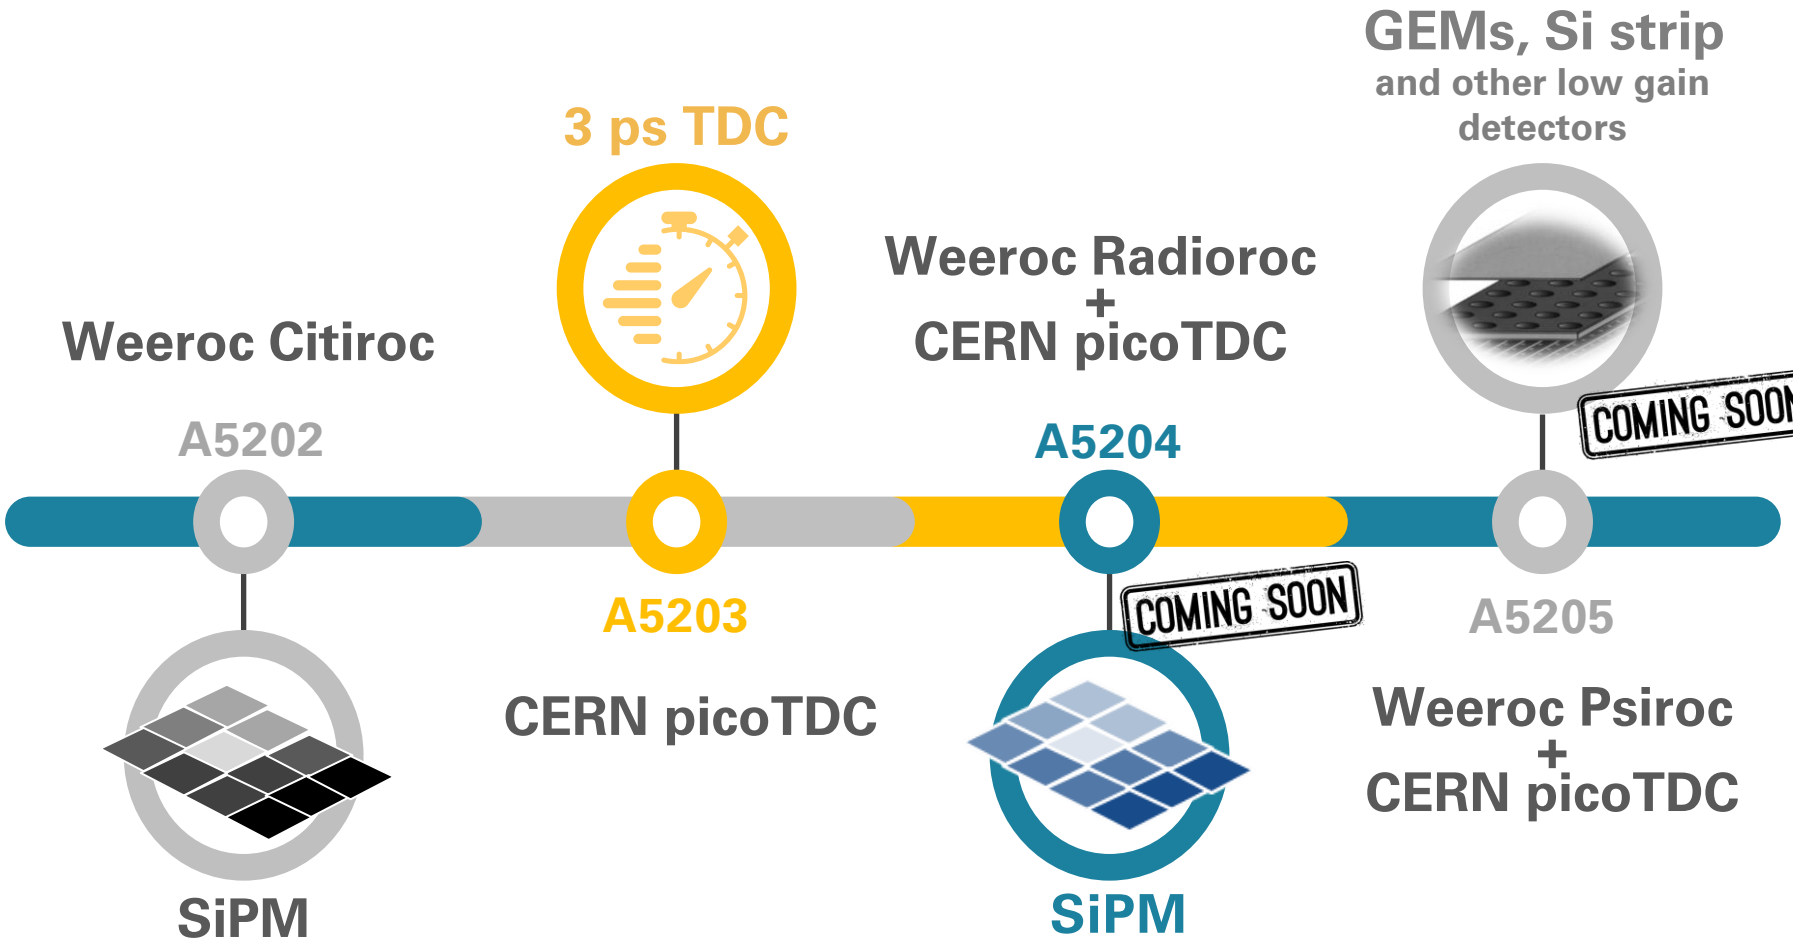 GEMs, Si strip
and other low gain
detectors
3 ps TDC
Weeroc Radioroc
+
CERN picoTDC
Weeroc Citiroc
COMING SOON
A5202
A5204
COMING SOON
A5203
A5205
CERN picoTDC
Weeroc Psiroc
+
CERN picoTDC
SiPM
SiPM